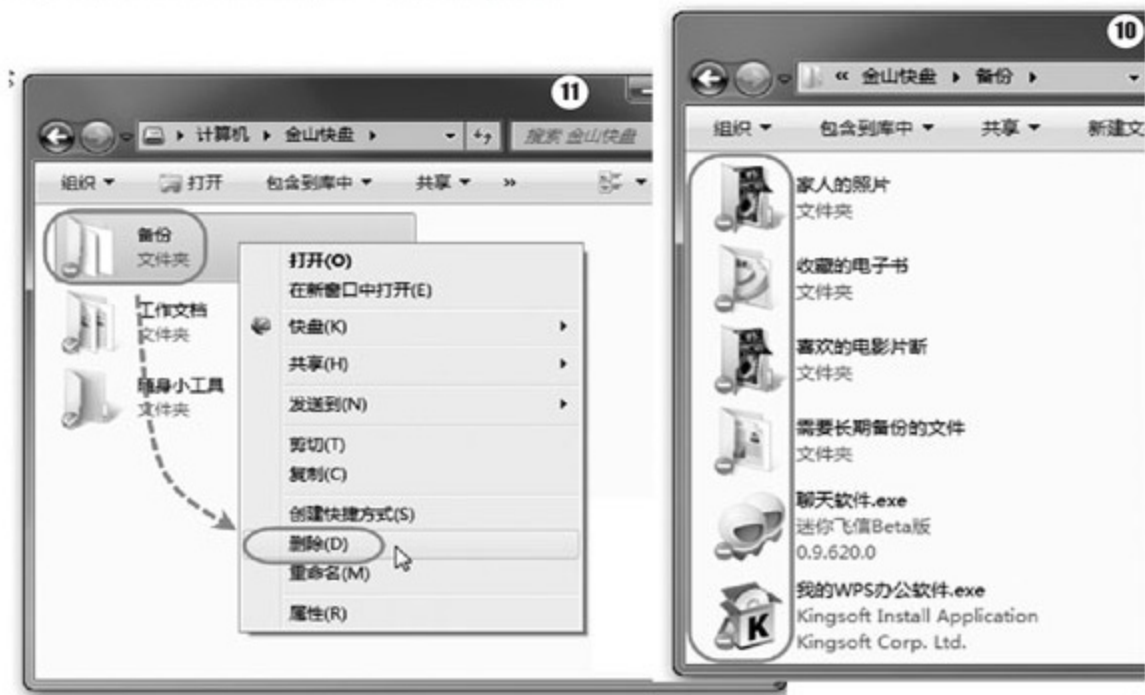 11
计算机 金山快盘
搜索 金山快盘
组织 打开 包含到库中 共享 »
备份
文件夹
工作文档
文件夹
随身小工具
文件夹
打开(O)
在新窗口中打开(E)
快盘(K)
共享(H)
发送到(N)
剪切(T)
复制(C)
创建快捷方式(S)
删除(D)
重命名(M)
属性(R)
10
« 金山快盘 备份
组织 包含到库中 共享 新建文
家人的照片
文件夹
收藏的电子书
文件夹
喜欢的电影片断
文件夹
需要长期备份的文件
文件夹
聊天软件.exe
迷你飞信Beta版
0.9.620.0
我的WPS办公软件.exe
Kingsoft Install Application
Kingsoft Corp. Ltd.